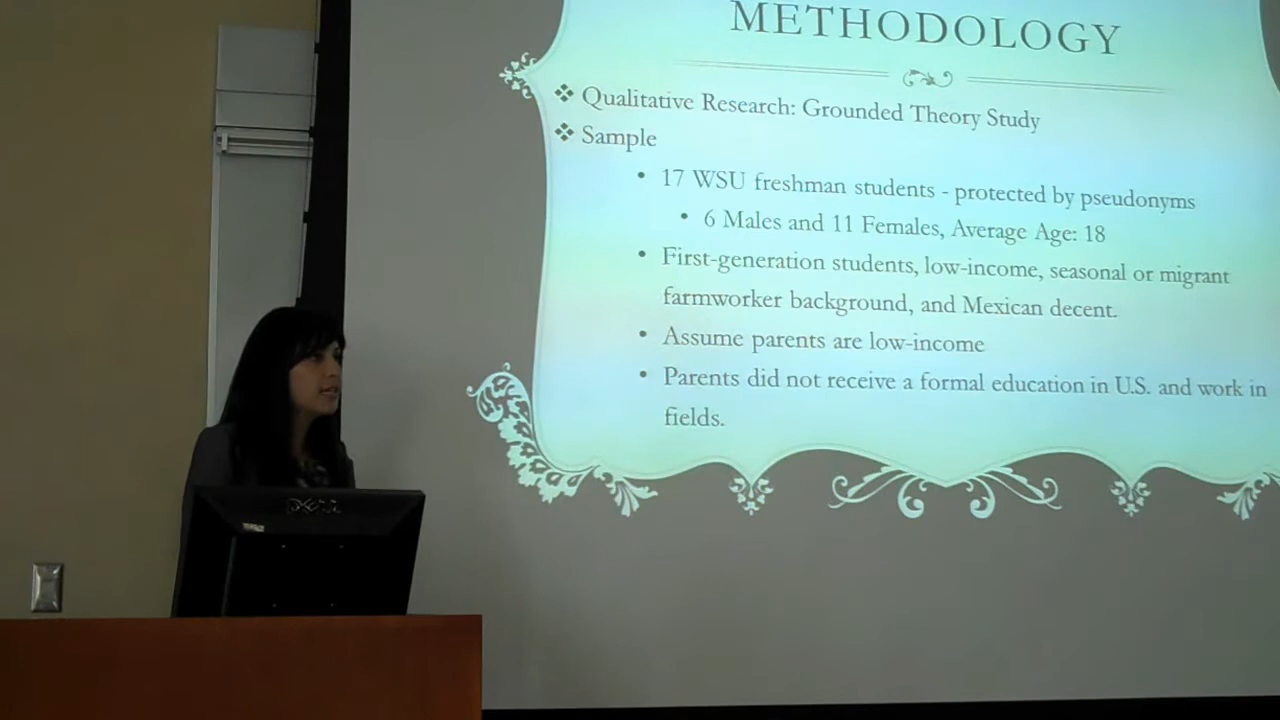 METHODOLOGY
❖ Qualitative Research: Grounded Theory Study
❖ Sample
• 17 WSU freshman students - protected by pseudonyms
• 6 Males and 11 Females, Average Age: 18
• First-generation students, low-income, seasonal or migrant
farmworker background, and Mexican decent.
• Assume parents are low-income
• Parents did not receive a formal education in U.S. and work in
fields.
DELL